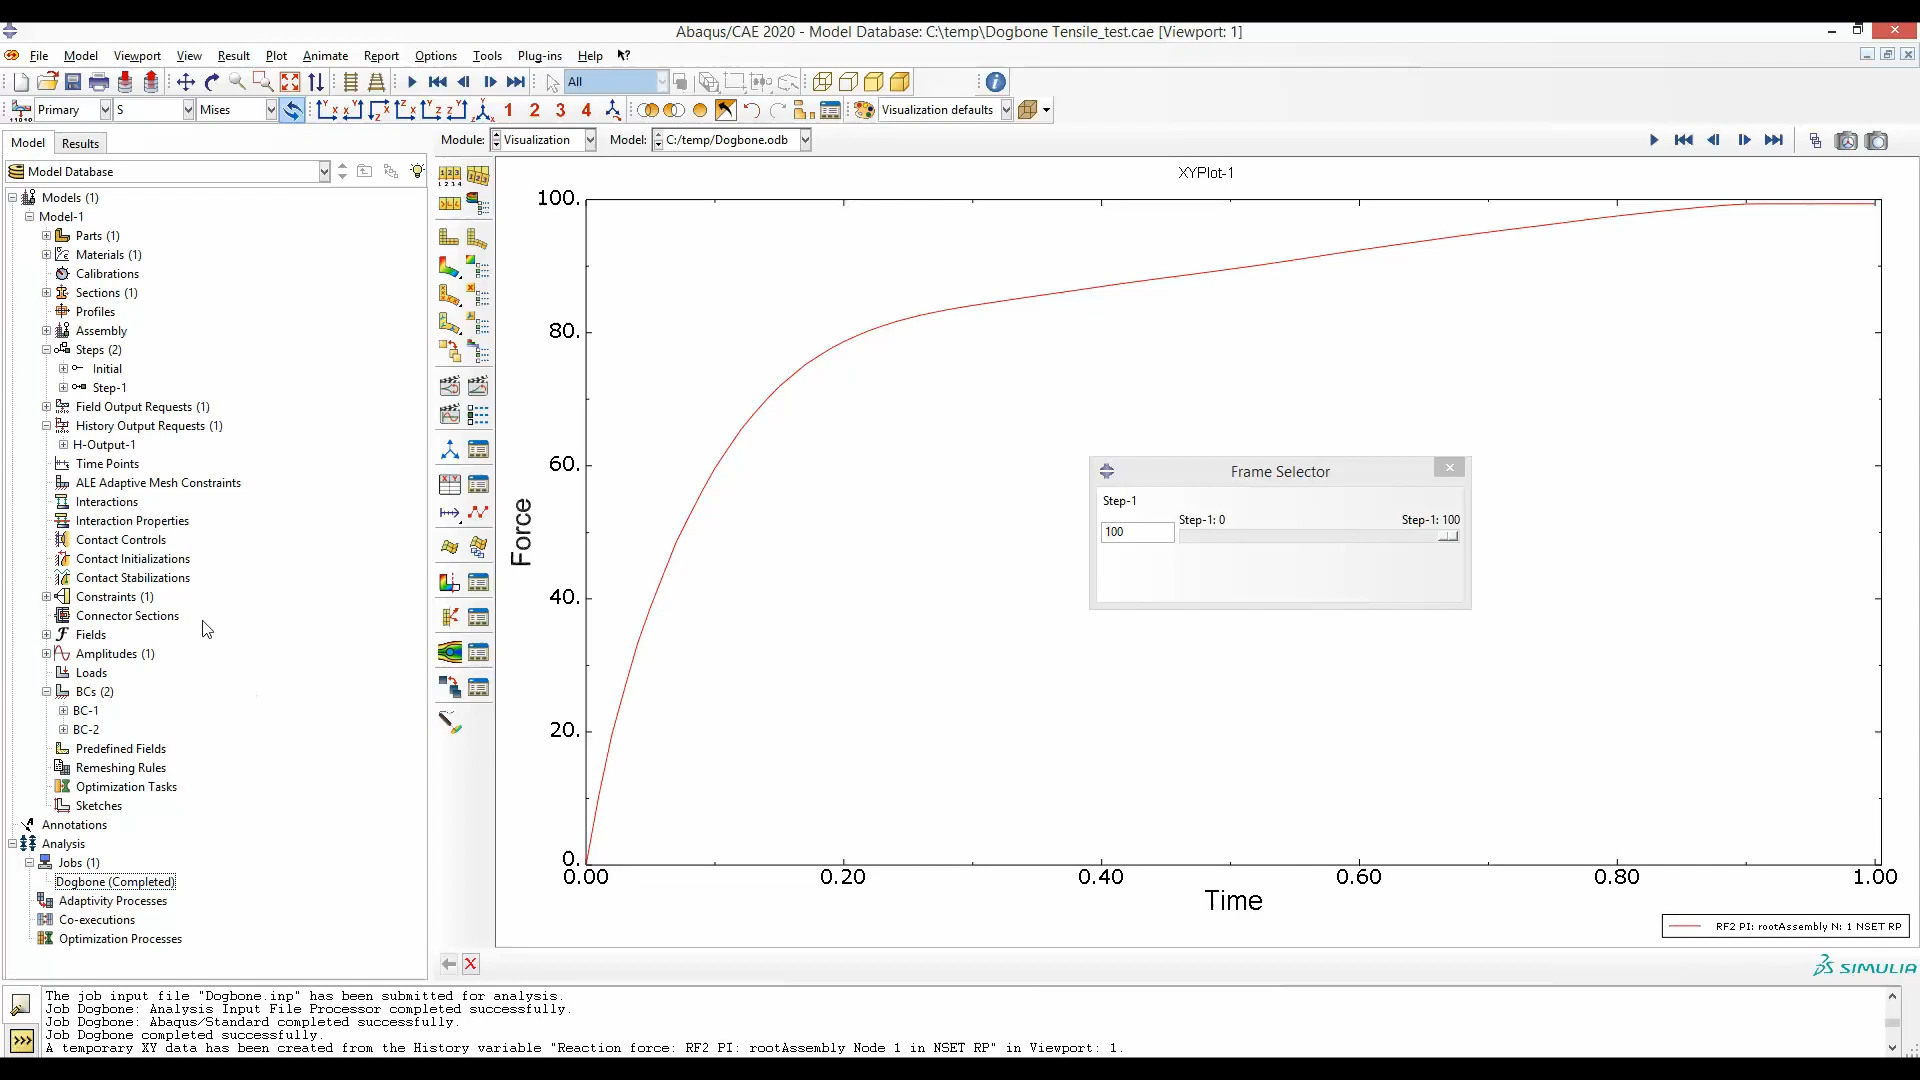 Abaqus/CAE 2020 - Model Database: C:\temp\Dogbone Tensile_test.cae [Viewport: 1]
File Model Viewport View Result Plot Animate Report Options Tools Plug-ins Help
All
Primary S Mises 1 2 3 4 Visualization defaults
Model Results
Module: Visualization Model: C:/temp/Dogbone.odb
Model Database
Models (1)
Model-1
Parts (1)
Materials (1)
Calibrations
Sections (1)
Profiles
Assembly
Steps (2)
Initial
Step-1
Field Output Requests (1)
History Output Requests (1)
H-Output-1
Time Points
ALE Adaptive Mesh Constraints
Interactions
Interaction Properties
Contact Controls
Contact Initializations
Contact Stabilizations
Constraints (1)
Connector Sections
Fields
Amplitudes (1)
Loads
BCs (2)
BC-1
BC-2
Predefined Fields
Remeshing Rules
Optimization Tasks
Sketches
Annotations
Analysis
Jobs (1)
Dogbone (Completed)
Adaptivity Processes
Co-executions
Optimization Processes
XYPlot-1
100.
80.
60.
40.
20.
0.
Force
0.00 0.20 0.40 0.60 0.80 1.00
Time
RF2 PI: rootAssembly N: 1 NSET RP
Frame Selector
Step-1
Step-1: 0 Step-1: 100
100
SIMULIA
The job input file "Dogbone.inp" has been submitted for analysis.
Job Dogbone: Analysis Input File Processor completed successfully.
Job Dogbone: Abaqus/Standard completed successfully.
Job Dogbone completed successfully.
A temporary XY data has been created from the History variable "Reaction force: RF2 PI: rootAssembly Node 1 in NSET RP" in Viewport: 1.